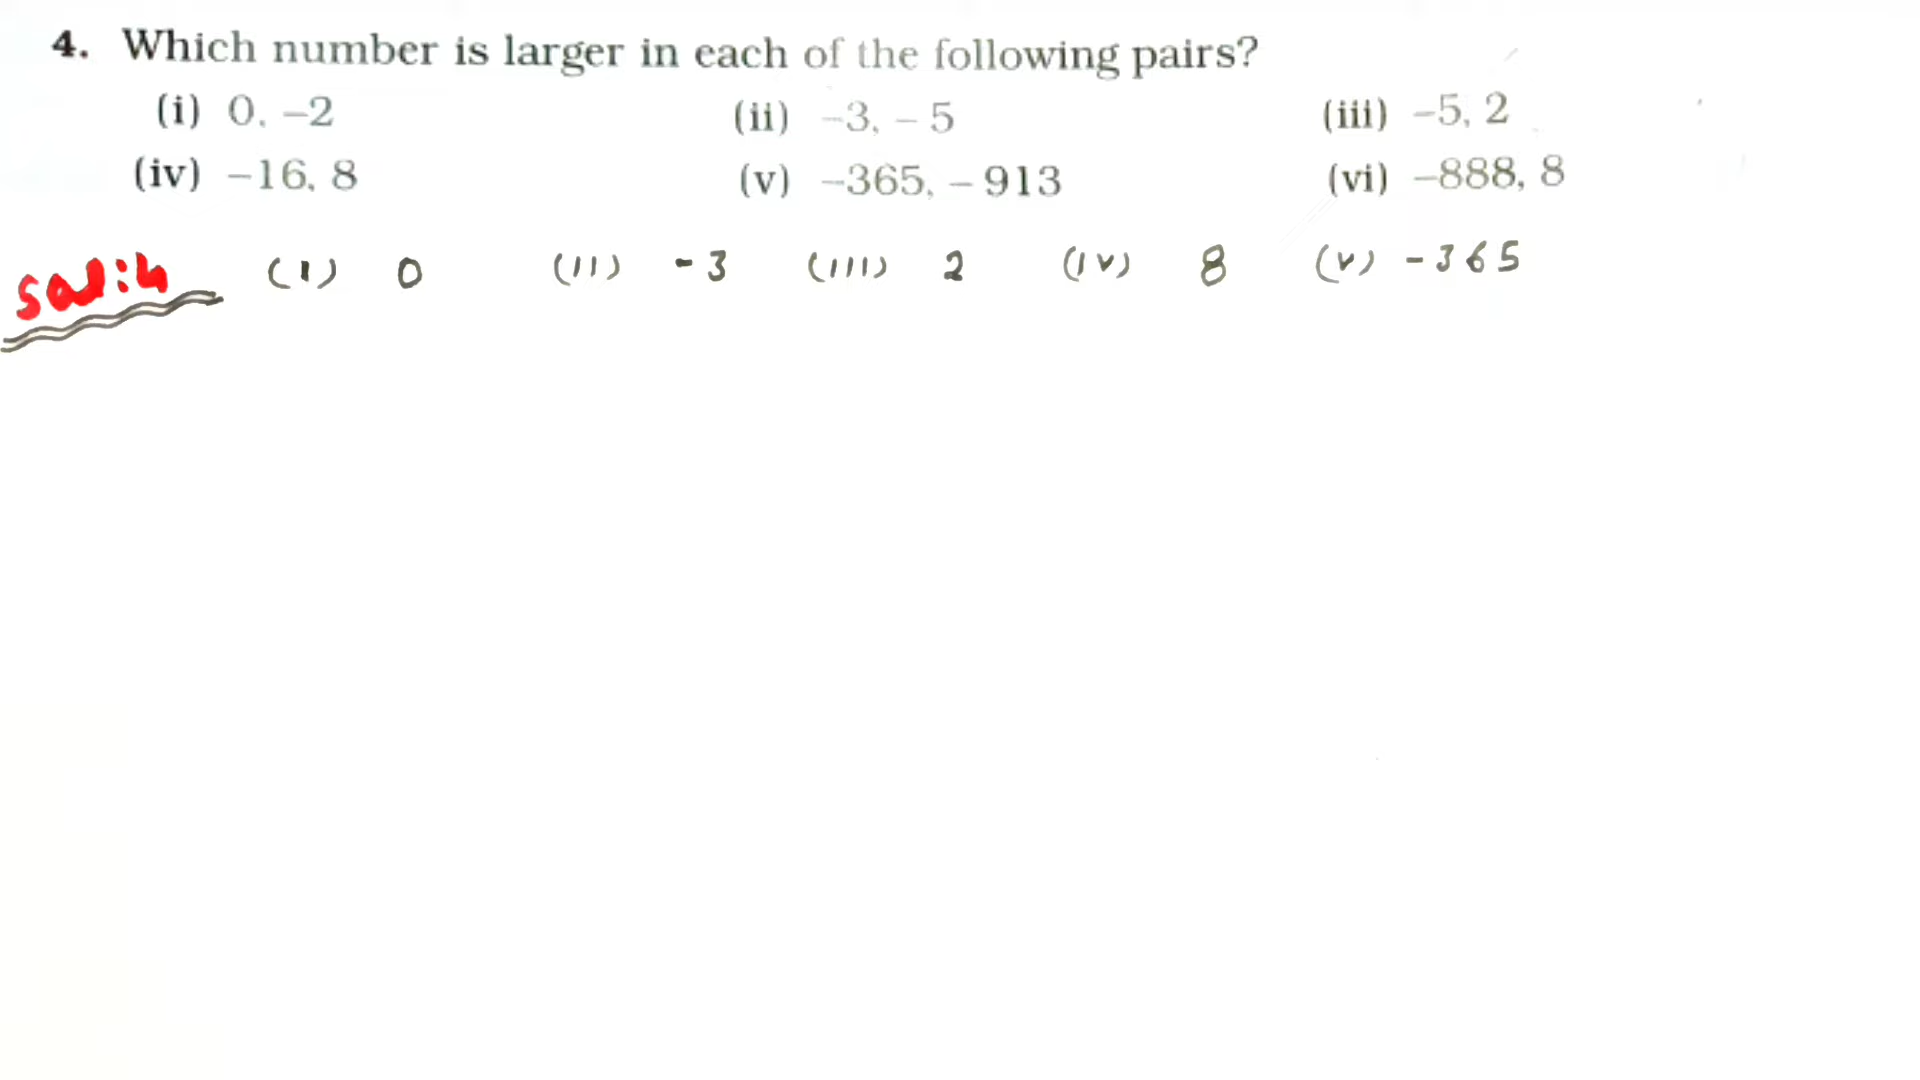 4. Which number is larger in each of the following pairs?
(i) 0, –2 (ii) –3, – 5 (iii) –5, 2
(iv) –16, 8 (v) –365, – 913 (vi) –888, 8
Sol:4 (i) 0 (ii) -3 (iii) 2 (iv) 8 (v) -365